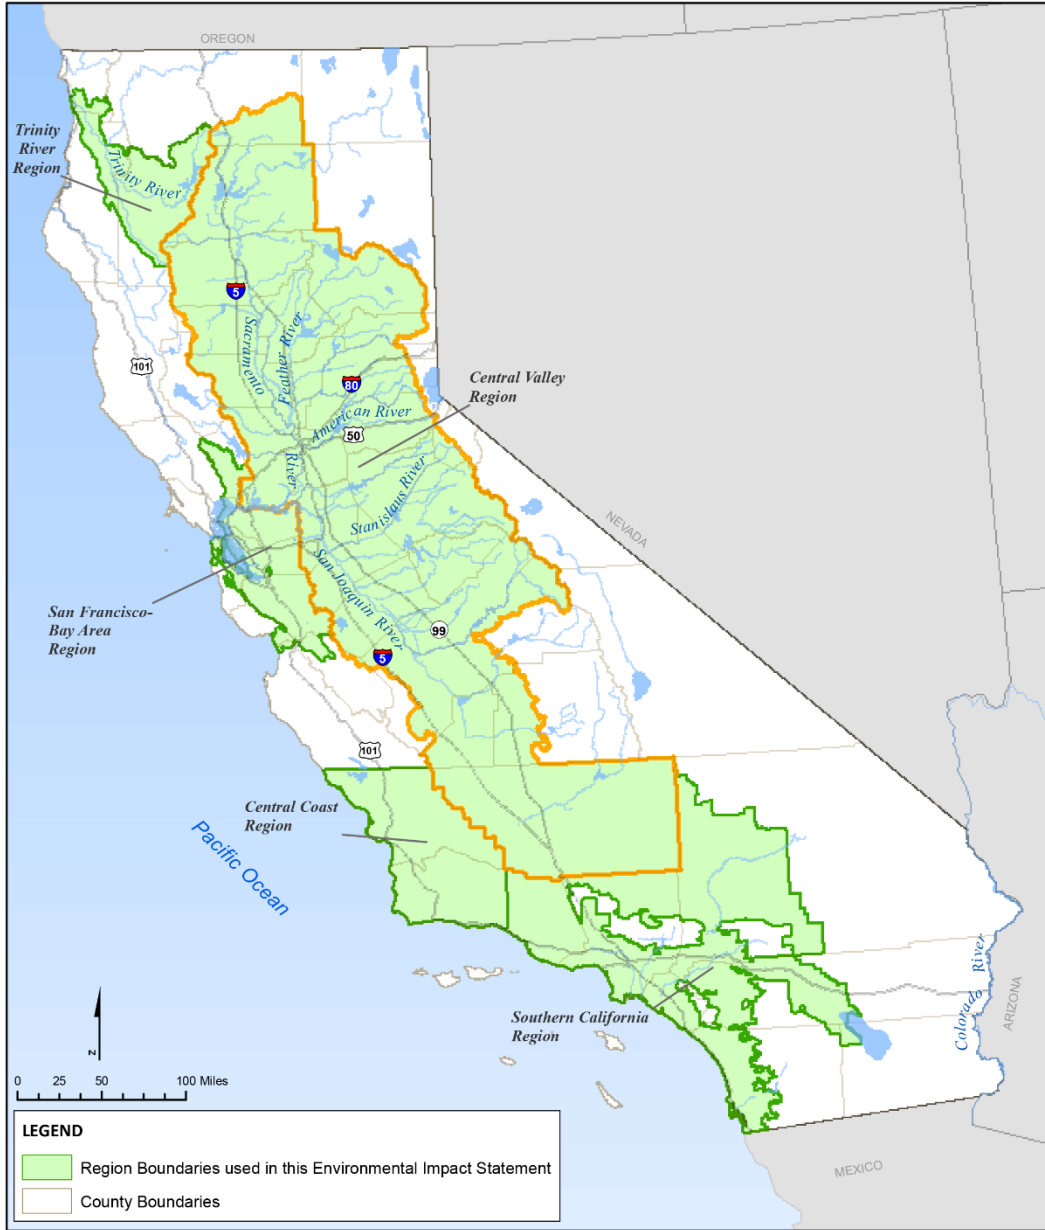 OREGON
Trinity
River
Region
Trinity River
5
Sacramento
Feather River
101
80
Central Valley
Region
American River
50
River
Stanislaus River
NEVADA
San Joaquin River
San Francisco-
Bay Area
Region
99
5
101
Central Coast
Region
Pacific Ocean
Colorado River
ARIZONA
Southern California
Region
N
0 25 50 100 Miles
MEXICO
LEGEND
Region Boundaries used in this Environmental Impact Statement
County Boundaries